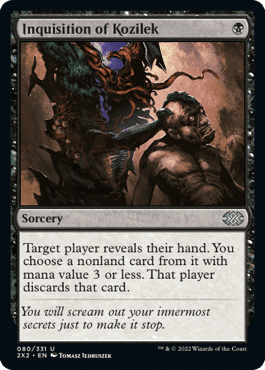 Inquisition of Kozilek
Sorcery
Target player reveals their hand. You
choose a nonland card from it with
mana value 3 or less. That player
discards that card.
You will scream out your innermost
secrets just to make it stop.
080/331 U
2X2 • EN TOMASZ JEDRUSZEK
™ & © 2022 Wizards of the Coast